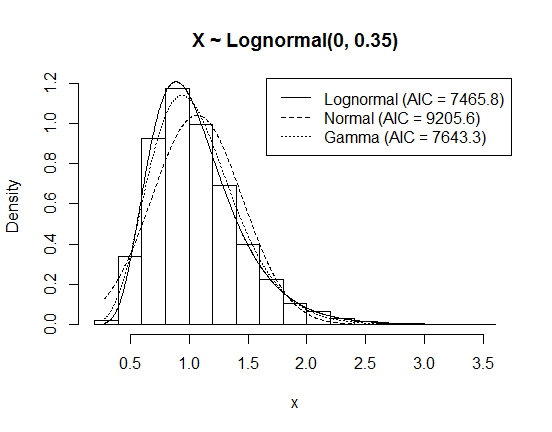 X ~ Lognormal(0, 0.35)
Lognormal (AIC = 7465.8)
Normal (AIC = 9205.6)
Gamma (AIC = 7643.3)
Density
0.0 0.2 0.4 0.6 0.8 1.0 1.2
0.5 1.0 1.5 2.0 2.5 3.0 3.5
x